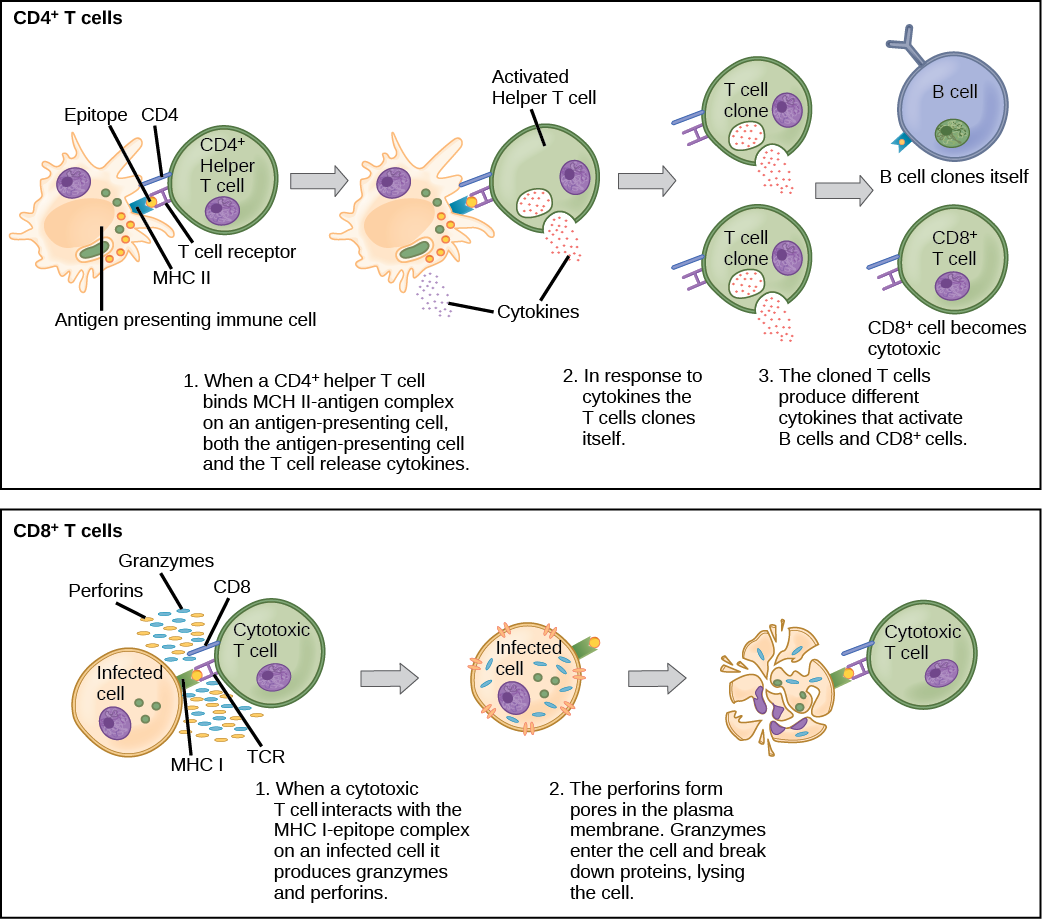 CD4+ T cells
Epitope
CD4
CD4+
Helper
T cell
T cell receptor
MHC II
Antigen presenting immune cell
Activated
Helper T cell
Cytokines
T cell
clone
T cell
clone
B cell
B cell clones itself
CD8+
T cell
CD8+ cell becomes
cytotoxic
1. When a CD4+ helper T cell
binds MCH II-antigen complex
on an antigen-presenting cell,
both the antigen-presenting cell
and the T cell release cytokines.
2. In response to
cytokines the
T cells clones
itself.
3. The cloned T cells
produce different
cytokines that activate
B cells and CD8+ cells.
CD8+ T cells
Granzymes
Perforins
CD8
Cytotoxic
T cell
Infected
cell
MHC I
TCR
Infected
cell
Cytotoxic
T cell
1. When a cytotoxic
T cell interacts with the
MHC I-epitope complex
on an infected cell it
produces granzymes
and perforins.
2. The perforins form
pores in the plasma
membrane. Granzymes
enter the cell and break
down proteins, lysing
the cell.